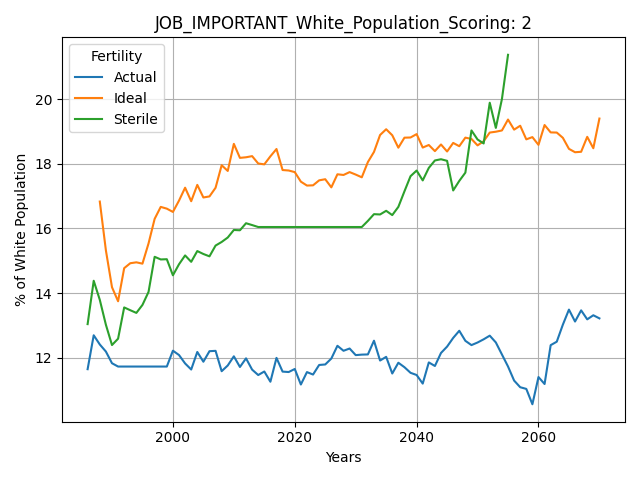 JOB_IMPORTANT_White_Population_Scoring: 2
Fertility
Actual
Ideal
Sterile
% of White Population
20
18
16
14
12
2000 2020 2040 2060
Years